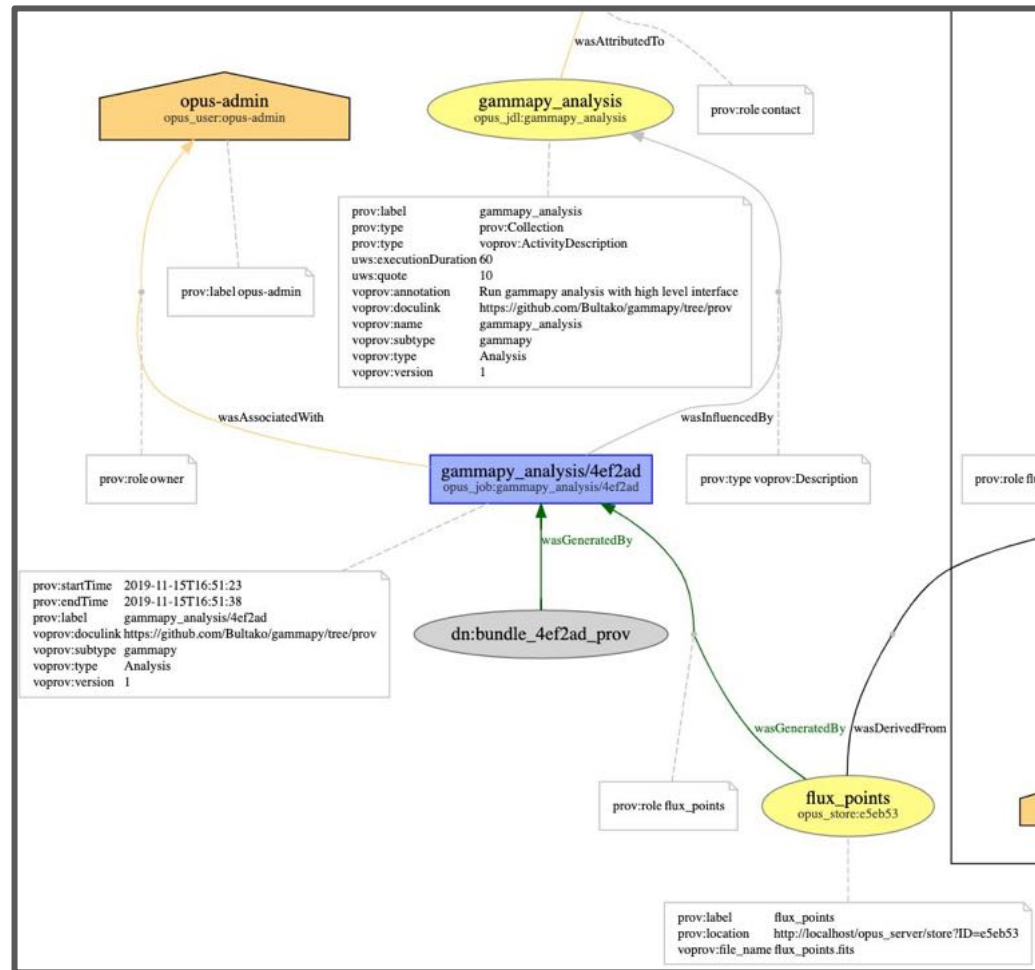 wasAttributedTo
opus-admin
opus_user:opus-admin
gammapy_analysis
opus_jdl:gammapy_analysis
prov:role contact
prov:label gammapy_analysis
prov:type prov:Collection
prov:type voprov:ActivityDescription
uws:executionDuration 60
uws:quote 10
voprov:annotation Run gammapy analysis with high level interface
voprov:doculink https://github.com/Bultako/gammapy/tree/prov
voprov:name gammapy_analysis
voprov:subtype gammapy
voprov:type Analysis
voprov:version 1
prov:label opus-admin
wasAssociatedWith
wasInfluencedBy
prov:role owner
gammapy_analysis/4ef2ad
opus_job:gammapy_analysis/4ef2ad
prov:type voprov:Description
prov:role flu
wasGeneratedBy
prov:startTime 2019-11-15T16:51:23
prov:endTime 2019-11-15T16:51:38
prov:label gammapy_analysis/4ef2ad
voprov:doculink https://github.com/Bultako/gammapy/tree/prov
voprov:subtype gammapy
voprov:type Analysis
voprov:version 1
dn:bundle_4ef2ad_prov
wasGeneratedBy
wasDerivedFrom
prov:role flux_points
flux_points
opus_store:e5eb53
prov:label flux_points
prov:location http://localhost/opus_server/store?ID=e5eb53
voprov:file_name flux_points.fits